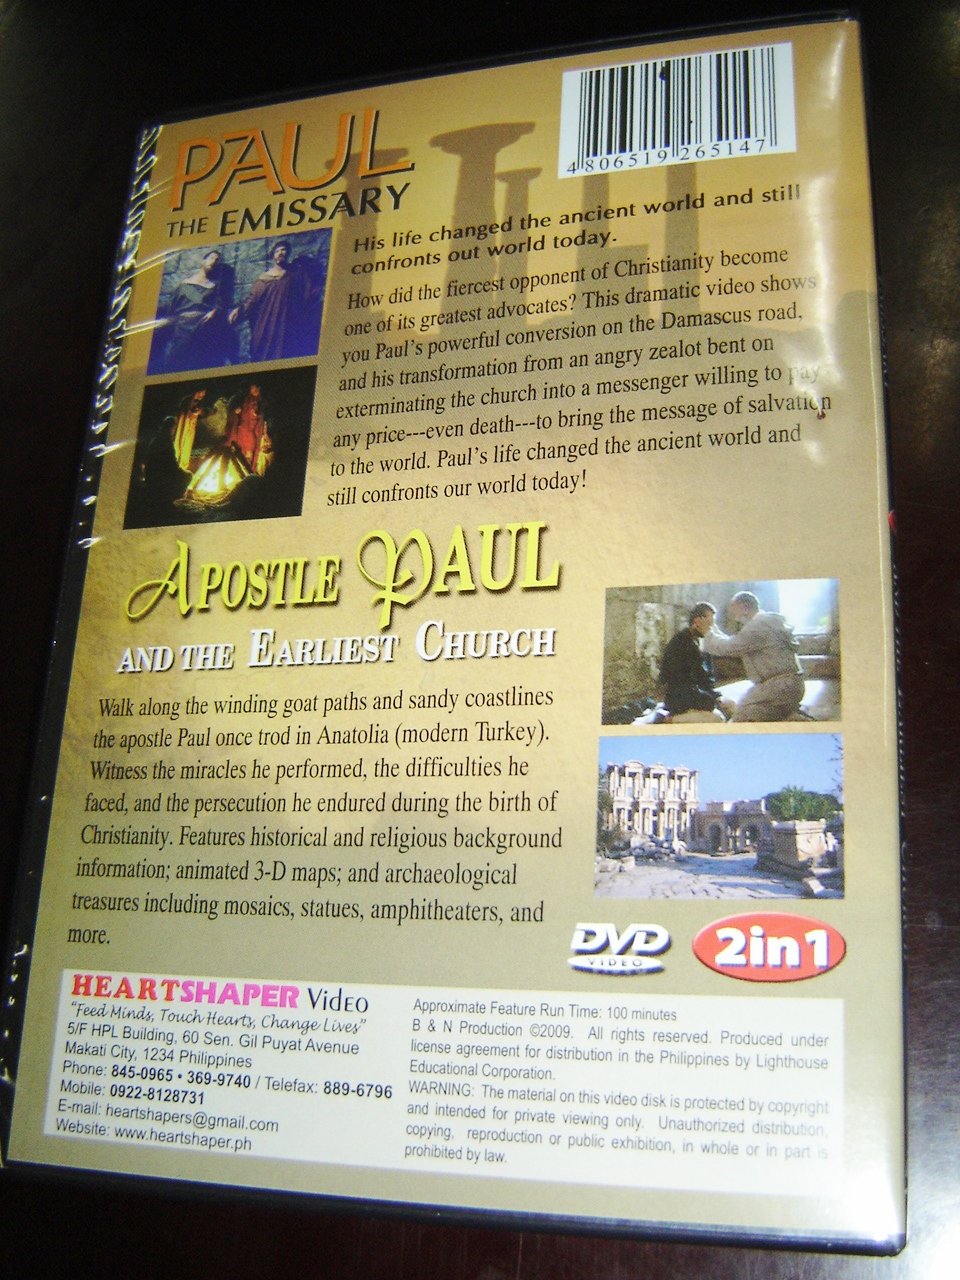 4 806519 265147
PAUL
THE EMISSARY
His life changed the ancient world and still
confronts out world today.
How did the fiercest opponent of Christianity become
one of its greatest advocates? This dramatic video shows
you Paul's powerful conversion on the Damascus road,
and his transformation from an angry zealot bent on
exterminating the church into a messenger willing to pay
any price---even death---to bring the message of salvation
to the world. Paul's life changed the ancient world and
still confronts our world today!
APOSTLE PAUL
AND THE EARLIEST CHURCH
Walk along the winding goat paths and sandy coastlines
the apostle Paul once trod in Anatolia (modern Turkey).
Witness the miracles he performed, the difficulties he
faced, and the persecution he endured during the birth of
Christianity. Features historical and religious background
information; animated 3-D maps; and archaeological
treasures including mosaics, statues, amphitheaters, and
more.
DVD
VIDEO
2in1
HEARTSHAPER VIDEO
"Feed Minds, Touch Hearts, Change Lives"
5/F HPL Building, 60 Sen. Gil Puyat Avenue
Makati City, 1234 Philippines
Phone: 845-0965 • 369-9740 / Telefax: 889-6796
Mobile: 0922-8128731
E-mail: heartshapers@gmail.com
Website: www.heartshaper.ph
Approximate Feature Run Time: 100 minutes
B & N Production ©2009. All rights reserved. Produced under
license agreement for distribution in the Philippines by Lighthouse
Educational Corporation.
WARNING: The material on this video disk is protected by copyright
and intended for private viewing only. Unauthorized distribution,
copying, reproduction or public exhibition, in whole or in part is
prohibited by law.